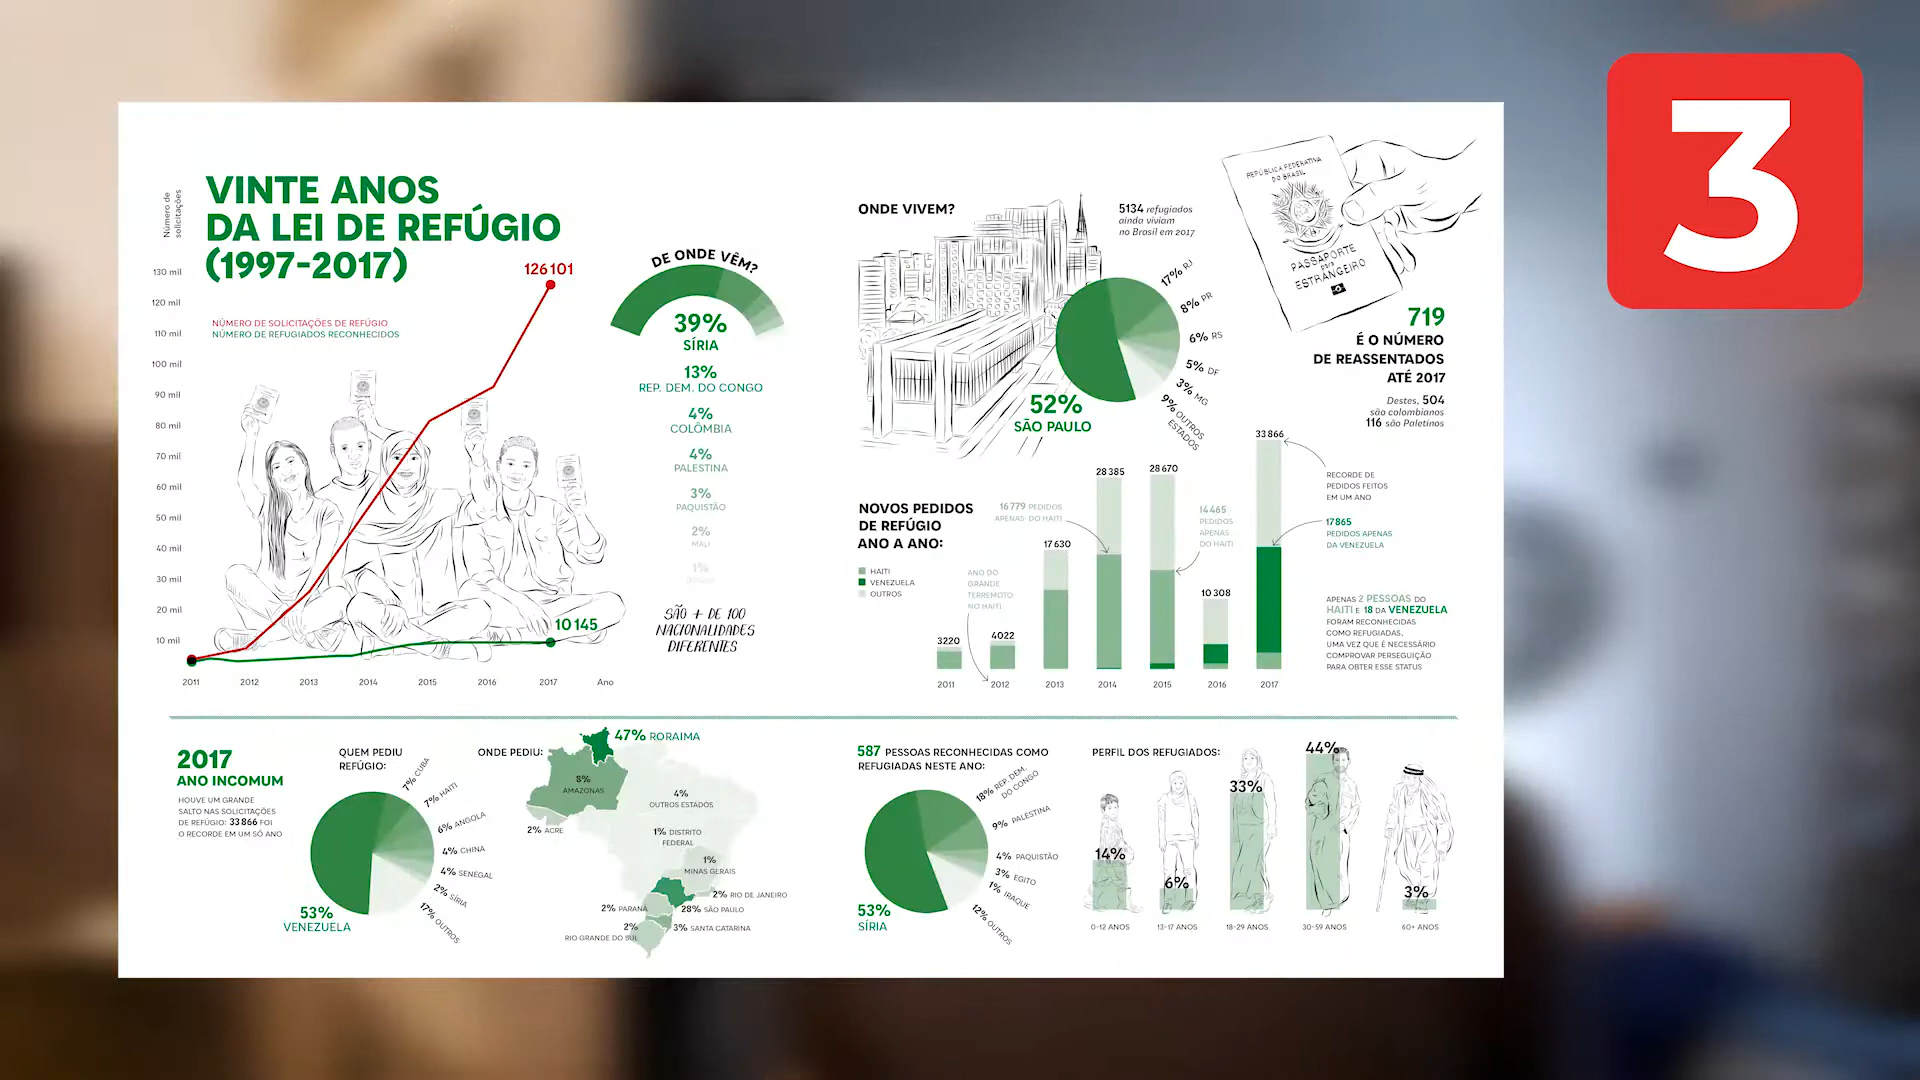 3
Número de
solicitações
VINTE ANOS
DA LEI DE REFÚGIO
(1997-2017)
NÚMERO DE SOLICITAÇÕES DE REFÚGIO
NÚMERO DE REFUGIADOS RECONHECIDOS
130 mil
120 mil
110 mil
100 mil
90 mil
80 mil
70 mil
60 mil
50 mil
40 mil
30 mil
20 mil
10 mil
126 101
10 145
2011
2012
2013
2014
2015
2016
2017
Ano
DE ONDE VÊM?
39%
SÍRIA
13%
REP. DEM. DO CONGO
4%
COLÔMBIA
4%
PALESTINA
3%
PAQUISTÃO
2%
MALI
1%
SÃO + DE 100
NACIONALIDADES
DIFERENTES
ONDE VIVEM?
5134 refugiados
ainda viviam
no Brasil em 2017
17% RJ
8% PR
6% RS
5% DF
3% MG
9% OUTROS
ESTADOS
52%
SÃO PAULO
REPÚBLICA FEDERATIVA
DO BRASIL
PASSAPORTE
para
ESTRANGEIRO
719
É O NÚMERO
DE REASSENTADOS
ATÉ 2017
Destes, 504
são colombianos
116 são Paletinos
NOVOS PEDIDOS
DE REFÚGIO
ANO A ANO:
HAITI
VENEZUELA
OUTROS
16 779 PEDIDOS
APENAS DO HAITI
ANO DO
GRANDE
TERREMOTO
NO HAITI
14 465
PEDIDOS
APENAS
DO HAITI
3220
4022
17 630
28 385
28 670
10 308
33 866
2011
2012
2013
2014
2015
2016
2017
RECORDE DE
PEDIDOS FEITOS
EM UM ANO
17865
PEDIDOS APENAS
DA VENEZUELA
APENAS 2 PESSOAS DO
HAITI E 18 DA VENEZUELA
FORAM RECONHECIDAS
COMO REFUGIADAS,
UMA VEZ QUE É NECESSÁRIO
COMPROVAR PERSEGUIÇÃO
PARA OBTER ESSE STATUS
2017
ANO INCOMUM
HOUVE UM GRANDE
SALTO NAS SOLICITAÇÕES
DE REFÚGIO: 33 866 FOI
O RECORDE EM UM SÓ ANO
QUEM PEDIU
REFÚGIO:
7% CUBA
7% HAITI
6% ANGOLA
4% CHINA
4% SENEGAL
2% SÍRIA
17% OUTROS
53%
VENEZUELA
ONDE PEDIU:
47% RORAIMA
8%
AMAZONAS
4%
OUTROS ESTADOS
2% ACRE
1% DISTRITO
FEDERAL
1%
MINAS GERAIS
2% RIO DE JANEIRO
2% PARANÁ
28% SÃO PAULO
2%
RIO GRANDE DO SUL
3% SANTA CATARINA
587 PESSOAS RECONHECIDAS COMO
REFUGIADAS NESTE ANO:
18% REP. DEM.
DO CONGO
9% PALESTINA
4% PAQUISTÃO
3% EGITO
1% IRAQUE
12% OUTROS
53%
SÍRIA
PERFIL DOS REFUGIADOS:
14%
6%
33%
44%
3%
0-12 ANOS
13-17 ANOS
18-29 ANOS
30-59 ANOS
60+ ANOS